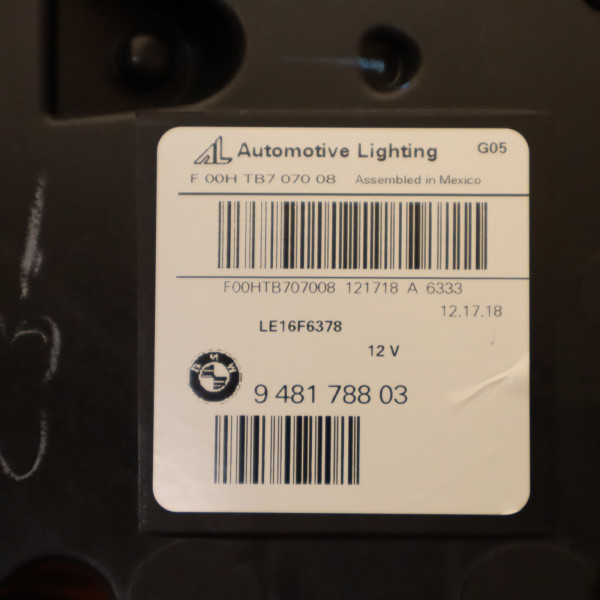 AL Automotive Lighting G05
F 00H TB7 070 08 Assembled in Mexico
F00HTB707008 121718 A 6333
12.17.18
LE16F6378
12 V
BMW
9 481 788 03